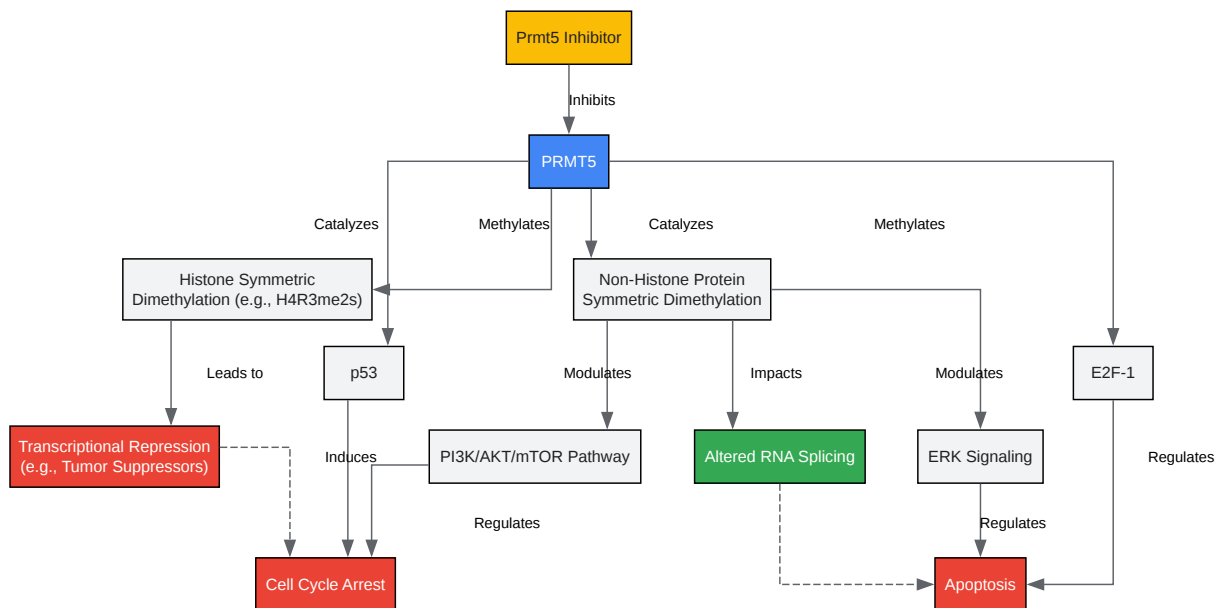 Prmt5 Inhibitor
Inhibits
PRMT5
Catalyzes
Methylates
Catalyzes
Methylates
Histone Symmetric
Dimethylation (e.g., H4R3me2s)
Non-Histone Protein
Symmetric Dimethylation
Leads to
p53
Modulates
Impacts
Modulates
E2F-1
Transcriptional Repression
(e.g., Tumor Suppressors)
Induces
PI3K/AKT/mTOR Pathway
Altered RNA Splicing
ERK Signaling
Regulates
Regulates
Regulates
Cell Cycle Arrest
Apoptosis